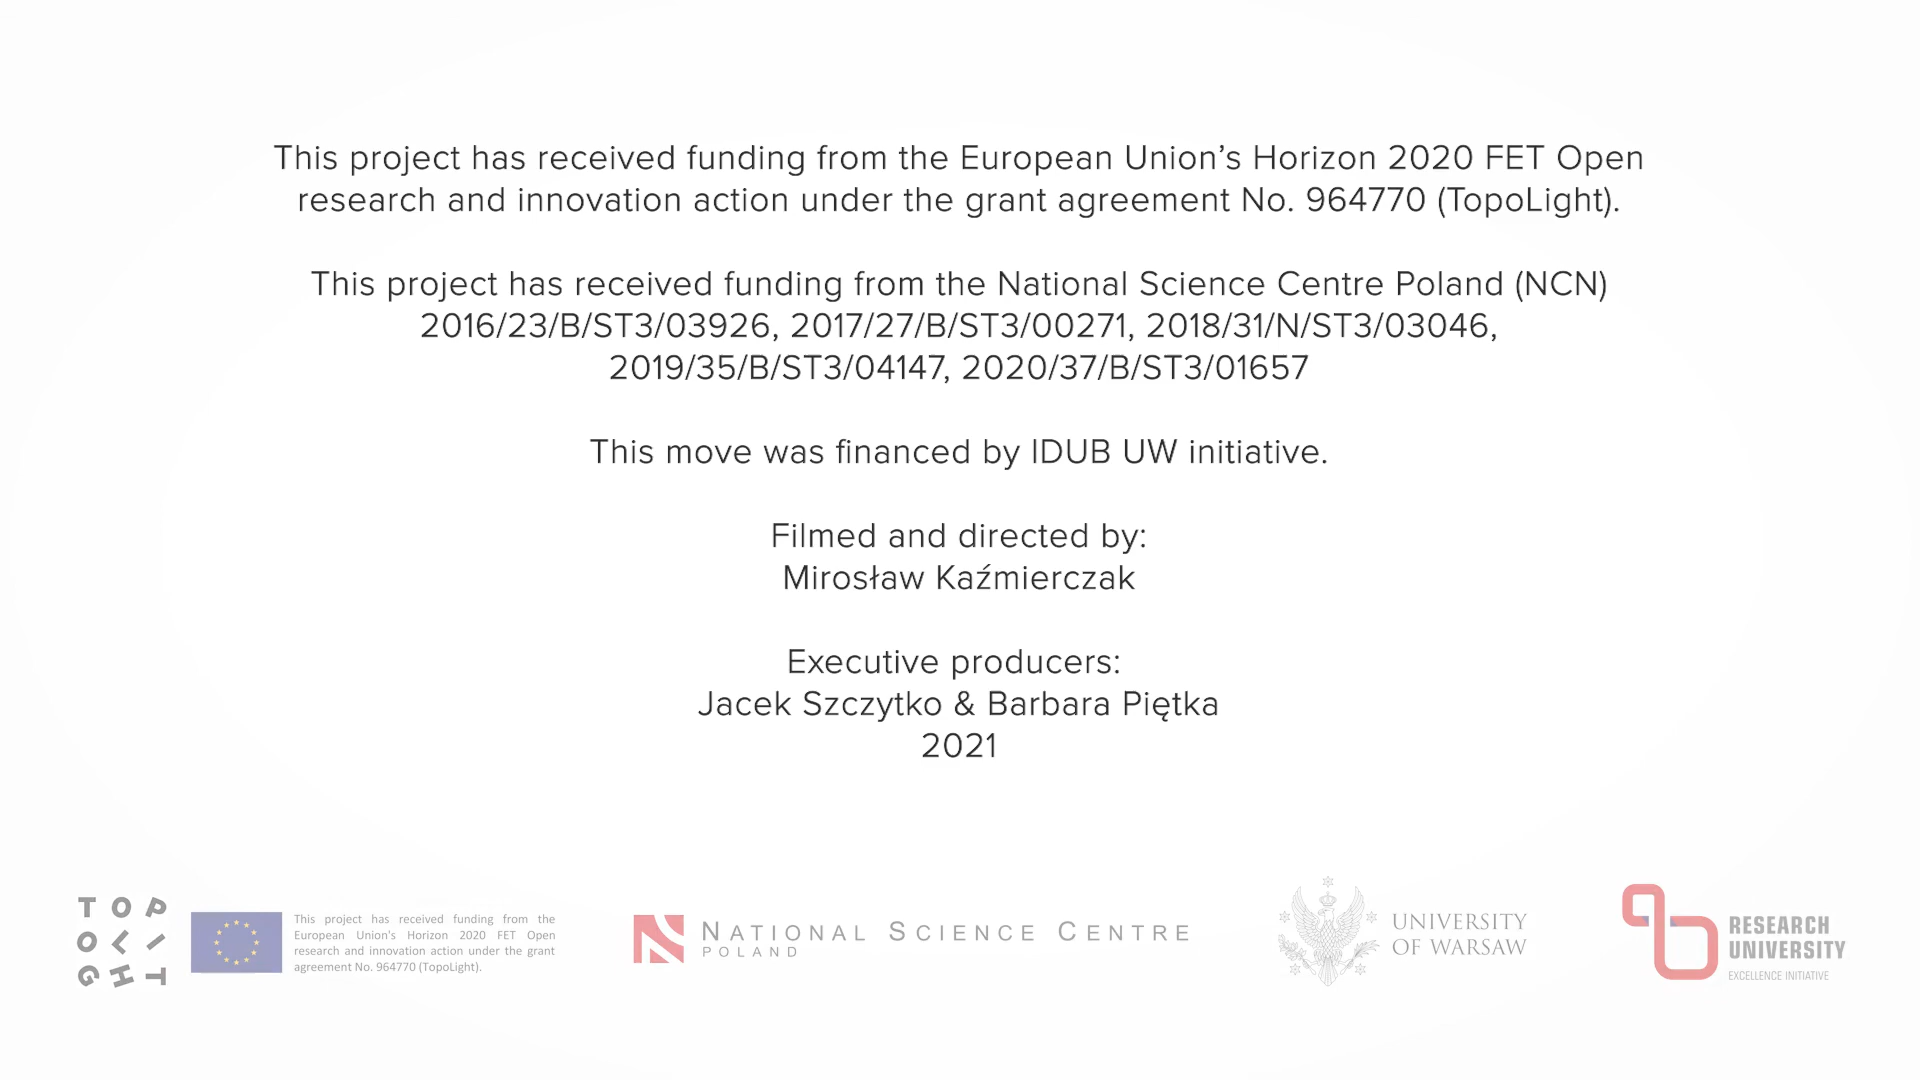 This project has received funding from the European Union’s Horizon 2020 FET Open
research and innovation action under the grant agreement No. 964770 (TopoLight).
This project has received funding from the National Science Centre Poland (NCN)
2016/23/B/ST3/03926, 2017/27/B/ST3/00271, 2018/31/N/ST3/03046,
2019/35/B/ST3/04147, 2020/37/B/ST3/01657
This move was financed by IDUB UW initiative.
Filmed and directed by:
Mirosław Kaźmierczak
Executive producers:
Jacek Szczytko & Barbara Piętka
2021
TOP
OLI
GHT
This project has received funding from the
European Union's Horizon 2020 FET Open
research and innovation action under the grant
agreement No. 964770 (TopoLight).
NATIONAL SCIENCE CENTRE
POLAND
UNIVERSITY
OF WARSAW
RESEARCH
UNIVERSITY
EXCELLENCE INITIATIVE